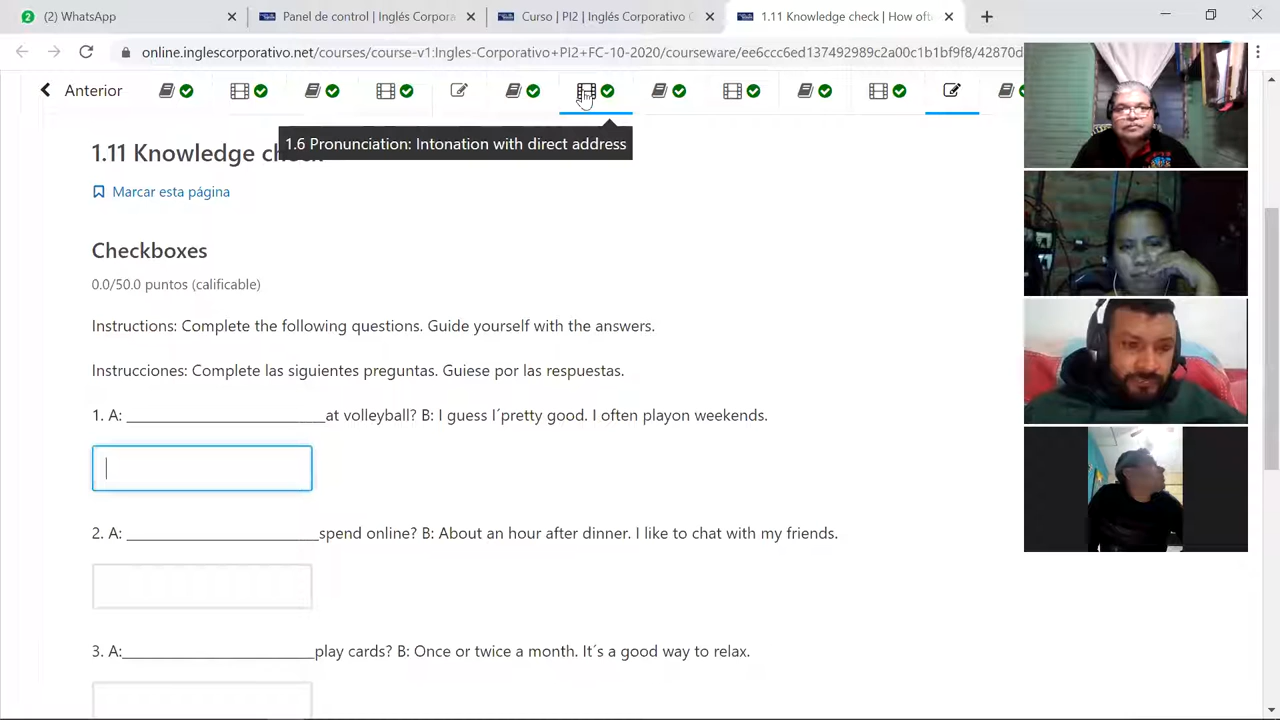 (2) WhatsApp
Panel de control | Inglés Corpora
Curso | PI2 | Inglés Corporativo
1.11 Knowledge check | How oft
online.inglescorporativo.net/courses/course-v1:Ingles-Corporativo+PI2+FC-10-2020/courseware/ee6ccc6ed137492989c2a00c1b1bf9f8/42870d
Anterior
1.6 Pronunciation: Intonation with direct address
1.11 Knowledge ch
Marcar esta página
Checkboxes
0.0/50.0 puntos (calificable)
Instructions: Complete the following questions. Guide yourself with the answers.
Instrucciones: Complete las siguientes preguntas. Guiese por las respuestas.
1. A: ______________________at volleyball? B: I guess I´pretty good. I often playon weekends.
2. A: ______________________spend online? B: About an hour after dinner. I like to chat with my friends.
3. A:______________________play cards? B: Once or twice a month. It´s a good way to relax.